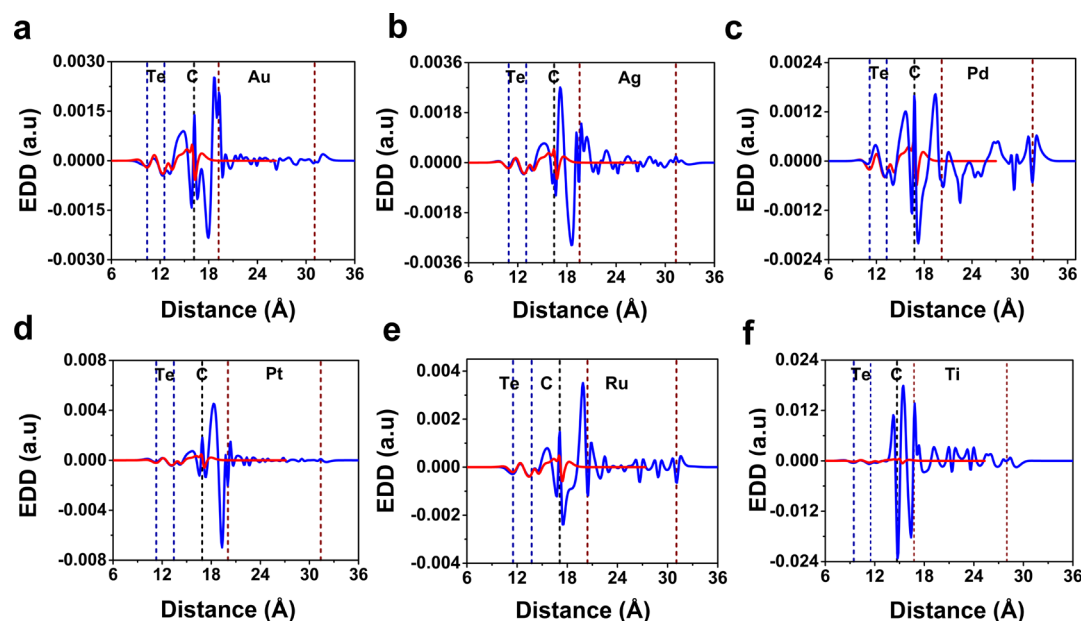 a
0.0030
0.0015
0.0000
-0.0015
-0.0030
EDD (a.u)
Te C Au
6 12 18 24 30 36
Distance (Å)
b
0.0036
0.0018
0.0000
-0.0018
-0.0036
EDD (a.u)
Te C Ag
6 12 18 24 30 36
Distance (Å)
c
0.0024
0.0012
0.0000
-0.0012
-0.0024
EDD (a.u)
Te C Pd
6 12 18 24 30 36
Distance (Å)
d
0.008
0.004
0.000
-0.004
-0.008
EDD (a.u)
Te C Pt
6 12 18 24 30 36
Distance (Å)
e
0.004
0.002
0.000
-0.002
-0.004
EDD (a.u)
Te C Ru
6 12 18 24 30 36
Distance (Å)
f
0.024
0.012
0.000
-0.012
-0.024
EDD (a.u)
Te C Ti
6 12 18 24 30 36
Distance (Å)